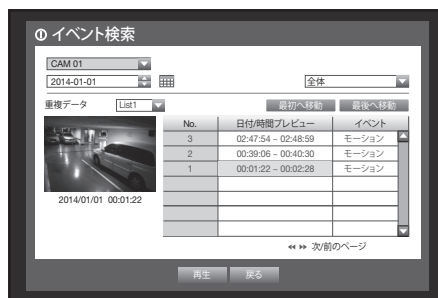 イベント検索
CAM 01
2014-01-01
全体
重複データ List1 最初へ移動 最後へ移動
No. 日付/時間プレビュー イベント
3 02:47:54 ~ 02:48:59 モーション
2 00:39:06 ~ 00:40:30 モーション
1 00:01:22 ~ 00:02:28 モーション
2014/01/01 00:01:22
次/前のページ
再生 戻る